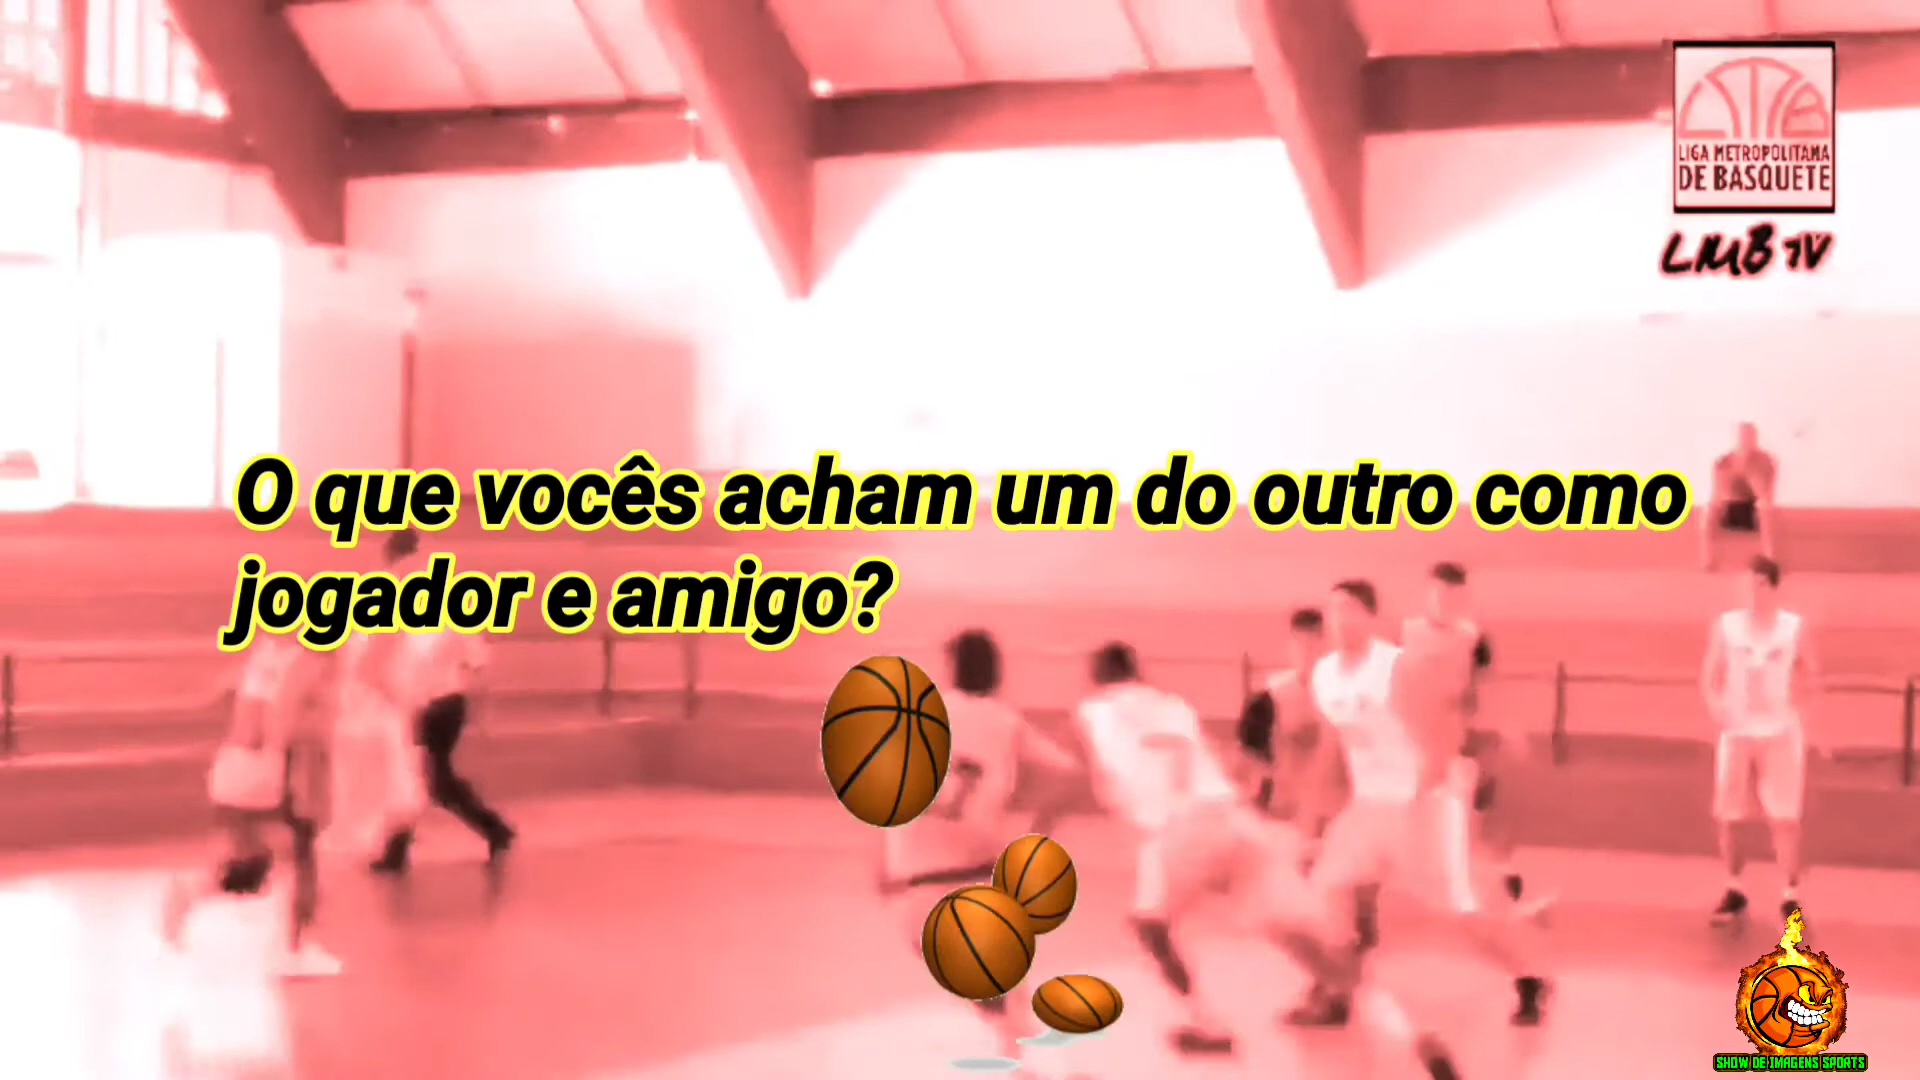 LMB
LIGA METROPOLITANA
DE BASQUETE
LMB TV
O que vocês acham um do outro como
jogador e amigo?
SHOW DE IMAGENS SPORTS